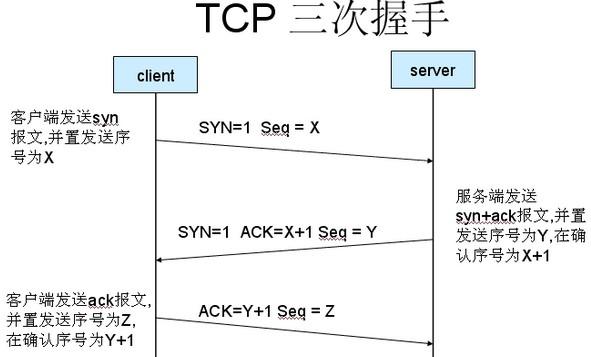 TCP 三次握手
client
server
客户端发送syn
报文,并置发送序
号为X
SYN=1 Seq = X
服务端发送
syn+ack报文,并置
发送序号为Y,在确
认序号为X+1
SYN=1 ACK=X+1 Seq = Y
客户端发送ack报文,
并置发送序号为Z,
在确认序号为Y+1
ACK=Y+1 Seq = Z